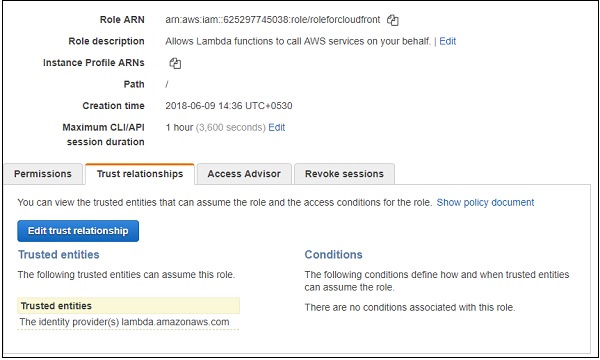 Role ARN arn:aws:iam::625297745038:role/roleforcloudfront
Role description Allows Lambda functions to call AWS services on your behalf. | Edit
Instance Profile ARNs
Path /
Creation time 2018-06-09 14:36 UTC+0530
Maximum CLI/API 1 hour (3,600 seconds) Edit
session duration
Permissions Trust relationships Access Advisor Revoke sessions
You can view the trusted entities that can assume the role and the access conditions for the role. Show policy document
Edit trust relationship
Trusted entities
The following trusted entities can assume this role.
Trusted entities
The identity provider(s) lambda.amazonaws.com
Conditions
The following conditions define how and when trusted entities
can assume the role.
There are no conditions associated with this role.